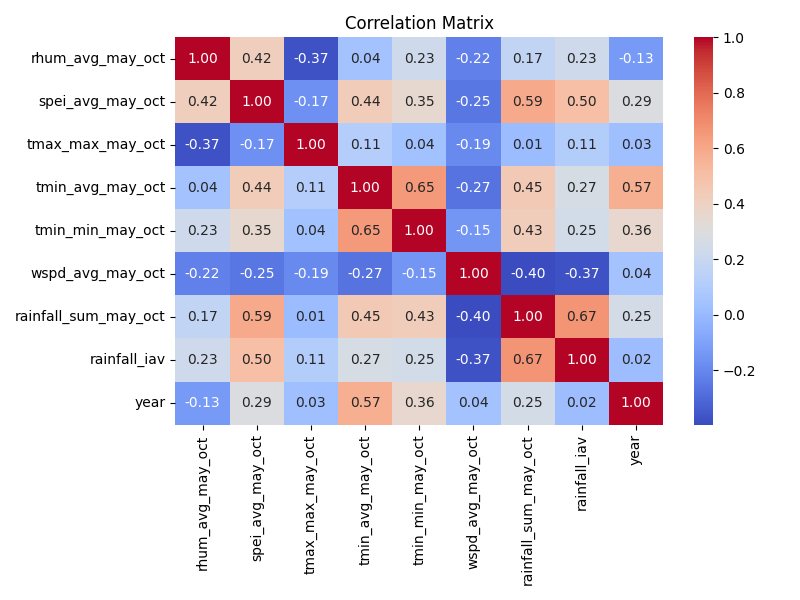 Correlation Matrix
rhum_avg_may_oct 1.00 0.42 -0.37 0.04 0.23 -0.22 0.17 0.23 -0.13
spei_avg_may_oct 0.42 1.00 -0.17 0.44 0.35 -0.25 0.59 0.50 0.29
tmax_max_may_oct -0.37 -0.17 1.00 0.11 0.04 -0.19 0.01 0.11 0.03
tmin_avg_may_oct 0.04 0.44 0.11 1.00 0.65 -0.27 0.45 0.27 0.57
tmin_min_may_oct 0.23 0.35 0.04 0.65 1.00 -0.15 0.43 0.25 0.36
wspd_avg_may_oct -0.22 -0.25 -0.19 -0.27 -0.15 1.00 -0.40 -0.37 0.04
rainfall_sum_may_oct 0.17 0.59 0.01 0.45 0.43 -0.40 1.00 0.67 0.25
rainfall_iav 0.23 0.50 0.11 0.27 0.25 -0.37 0.67 1.00 0.02
year -0.13 0.29 0.03 0.57 0.36 0.04 0.25 0.02 1.00
rhum_avg_may_oct
spei_avg_may_oct
tmax_max_may_oct
tmin_avg_may_oct
tmin_min_may_oct
wspd_avg_may_oct
rainfall_sum_may_oct
rainfall_iav
year
1.0
0.8
0.6
0.4
0.2
0.0
−0.2